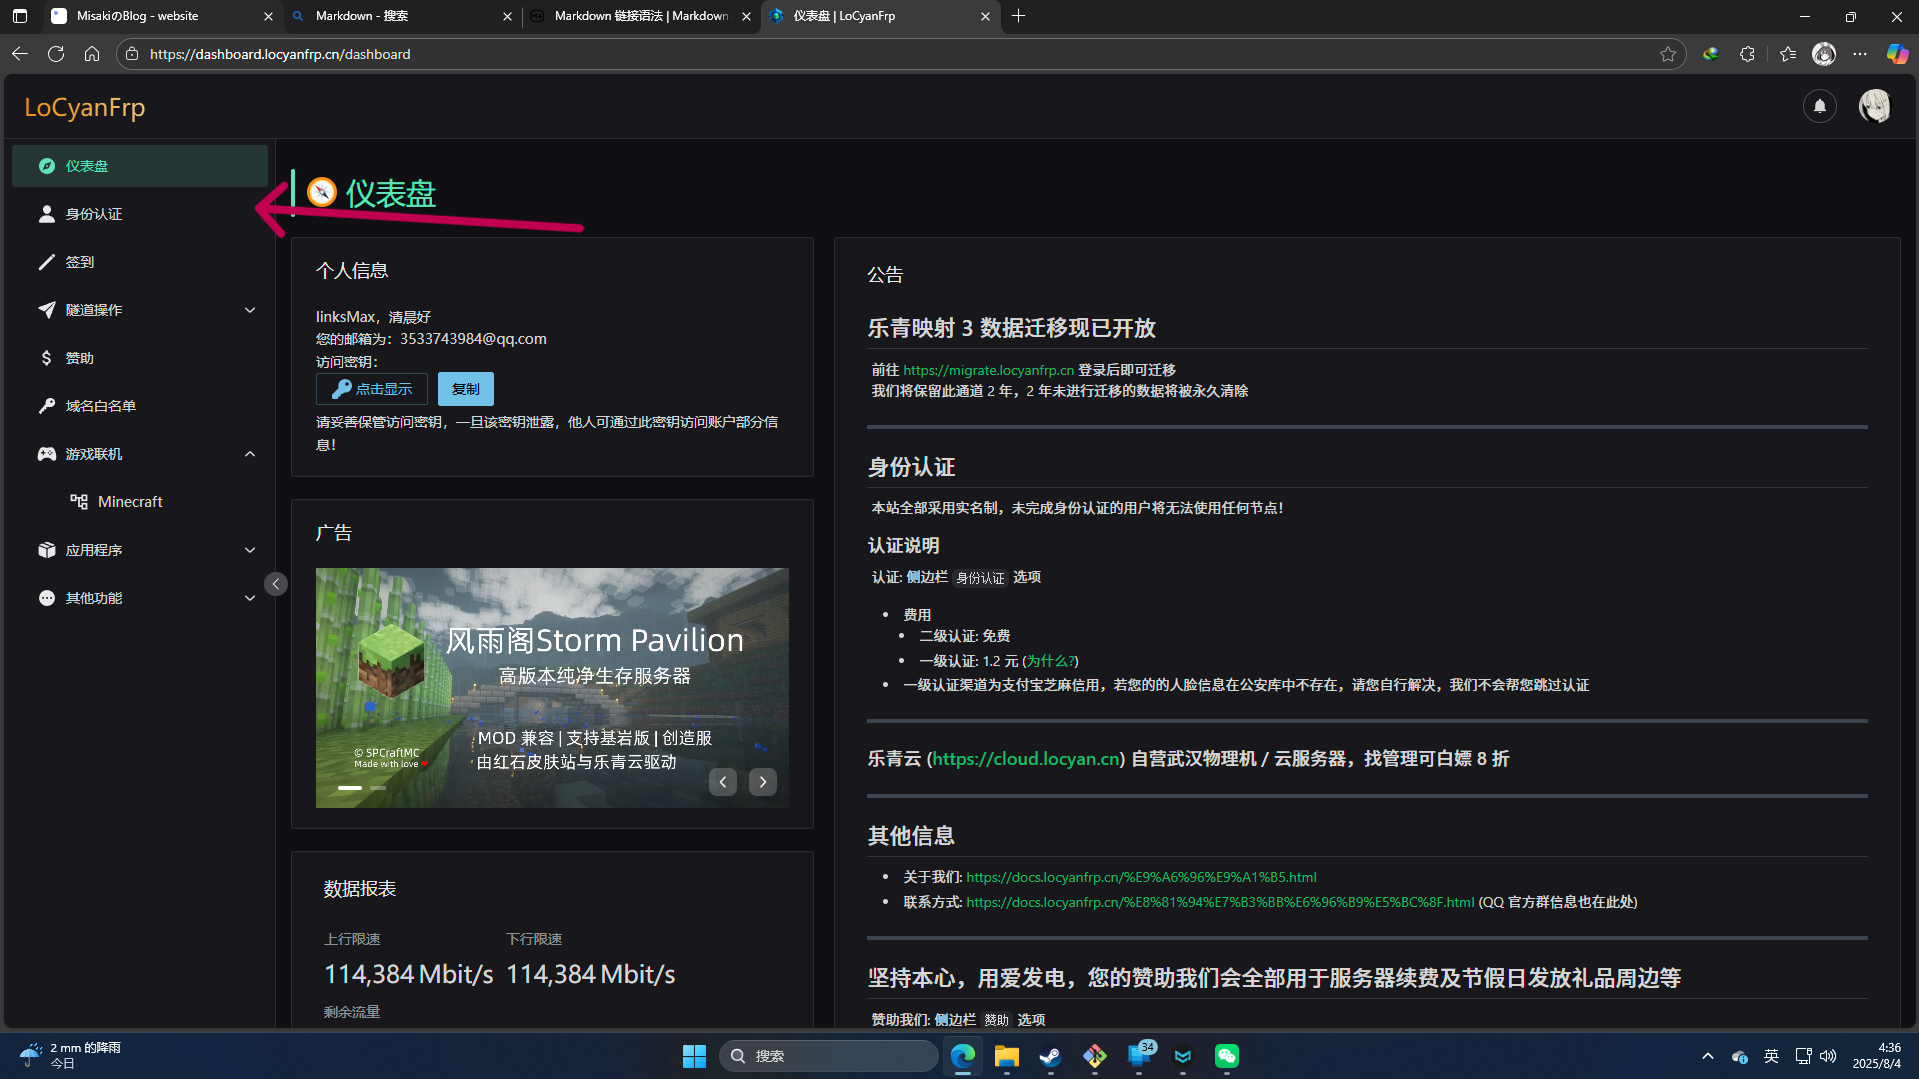 MisakiのBlog - website
Markdown - 搜索
Markdown 链接语法 | Markdown
仪表盘 | LoCyanFrp
https://dashboard.locyanfrp.cn/dashboard
LoCyanFrp
仪表盘
身份认证
签到
隧道操作
赞助
域名白名单
游戏联机
Minecraft
应用程序
其他功能
仪表盘
个人信息
linksMax，清晨好
您的邮箱为：3533743984@qq.com
访问密钥：
点击显示
复制
请妥善保管访问密钥，一旦该密钥泄露，他人可通过此密钥访问账户部分信
息！
广告
风雨阁Storm Pavilion
高版本纯净生存服务器
MOD 兼容 | 支持基岩版 | 创造服
由红石皮肤站与乐青云驱动
© SPCraftMC
Made with love ❤
数据报表
上行限速
下行限速
114,384 Mbit/s
114,384 Mbit/s
剩余流量
公告
乐青映射 3 数据迁移现已开放
前往 https://migrate.locyanfrp.cn 登录后即可迁移
我们将保留此通道 2 年，2 年未进行迁移的数据将被永久清除
身份认证
本站全部采用实名制，未完成身份认证的用户将无法使用任何节点！
认证说明
认证: 侧边栏 身份认证 选项
费用
二级认证: 免费
一级认证: 1.2 元 (为什么?)
一级认证渠道为支付宝芝麻信用，若您的的人脸信息在公安库中不存在，请您自行解决，我们不会帮您跳过认证
乐青云 (https://cloud.locyan.cn) 自营武汉物理机 / 云服务器，找管理可白嫖 8 折
其他信息
关于我们: https://docs.locyanfrp.cn/%E9%A6%96%E9%A1%B5.html
联系方式: https://docs.locyanfrp.cn/%E8%81%94%E7%B3%BB%E6%96%B9%E5%BC%8F.html (QQ 官方群信息也在此处)
坚持本心，用爱发电，您的赞助我们会全部用于服务器续费及节假日发放礼品周边等
赞助我们: 侧边栏 赞助 选项
2 mm 的降雨
今日
搜索
34
英
4:36
2025/8/4